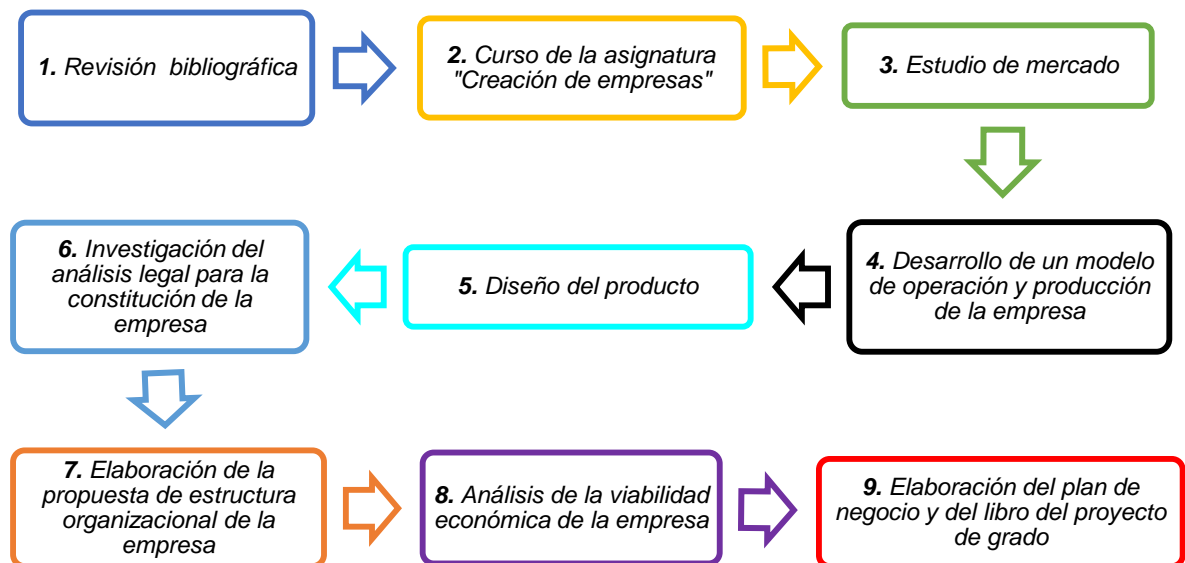 1. Revisión bibliográfica
2. Curso de la asignatura
"Creación de empresas"
3. Estudio de mercado
4. Desarrollo de un modelo
de operación y producción
de la empresa
5. Diseño del producto
6. Investigación del
análisis legal para la
constitución de la
empresa
7. Elaboración de la
propuesta de estructura
organizacional de la
empresa
8. Análisis de la viabilidad
económica de la empresa
9. Elaboración del plan de
negocio y del libro del proyecto
de grado